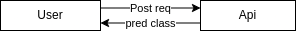 User
Post req
pred class
Api